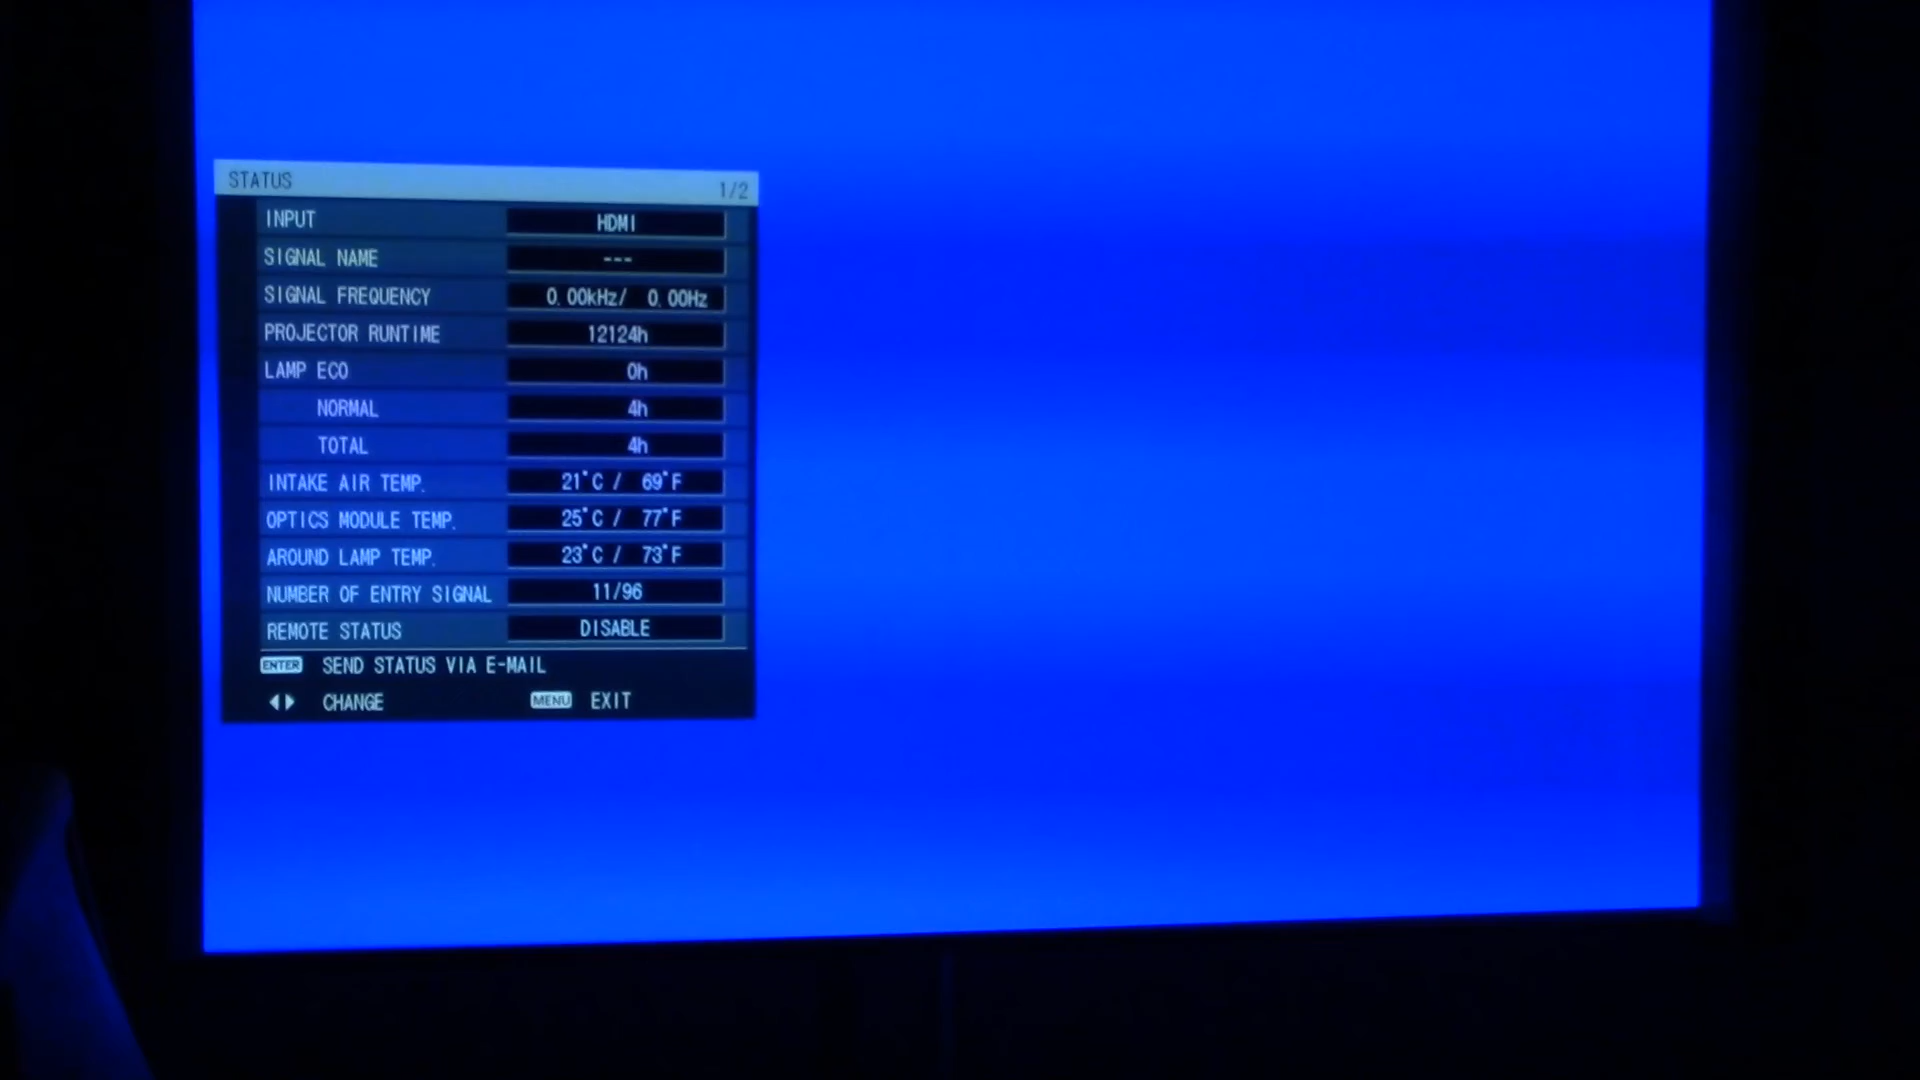 STATUS 1/2
INPUT HDMI
SIGNAL NAME ---
SIGNAL FREQUENCY 0.00kHz/ 0.00Hz
PROJECTOR RUNTIME 12124h
LAMP ECO 0h
NORMAL 4h
TOTAL 4h
INTAKE AIR TEMP. 21°C / 69°F
OPTICS MODULE TEMP. 25°C / 77°F
AROUND LAMP TEMP. 23°C / 73°F
NUMBER OF ENTRY SIGNAL 11/96
REMOTE STATUS DISABLE
ENTER SEND STATUS VIA E-MAIL
◀▶ CHANGE MENU EXIT